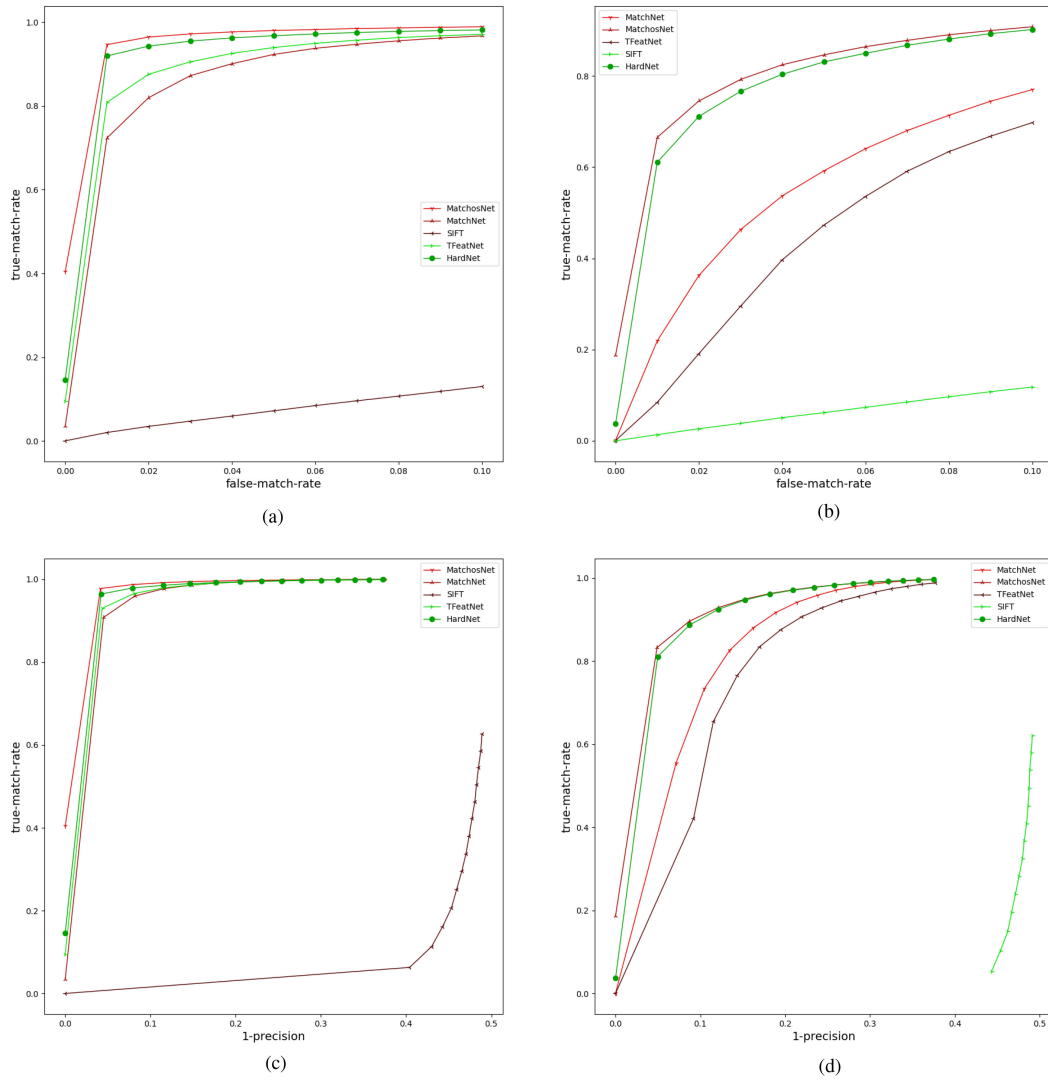 true-match-rate
1.0
0.8
0.6
0.4
0.2
0.0
MatchosNet
MatchNet
SIFT
TFeatNet
HardNet
0.00 0.02 0.04 0.06 0.08 0.10
false-match-rate
(a)
true-match-rate
0.8
0.6
0.4
0.2
0.0
MatchNet
MatchosNet
TFeatNet
SIFT
HardNet
0.00 0.02 0.04 0.06 0.08 0.10
false-match-rate
(b)
true-match-rate
1.0
0.8
0.6
0.4
0.2
0.0
MatchosNet
MatchNet
SIFT
TFeatNet
HardNet
0.0 0.1 0.2 0.3 0.4 0.5
1-precision
(c)
true-match-rate
1.0
0.8
0.6
0.4
0.2
0.0
MatchNet
MatchosNet
TFeatNet
SIFT
HardNet
0.0 0.1 0.2 0.3 0.4 0.5
1-precision
(d)